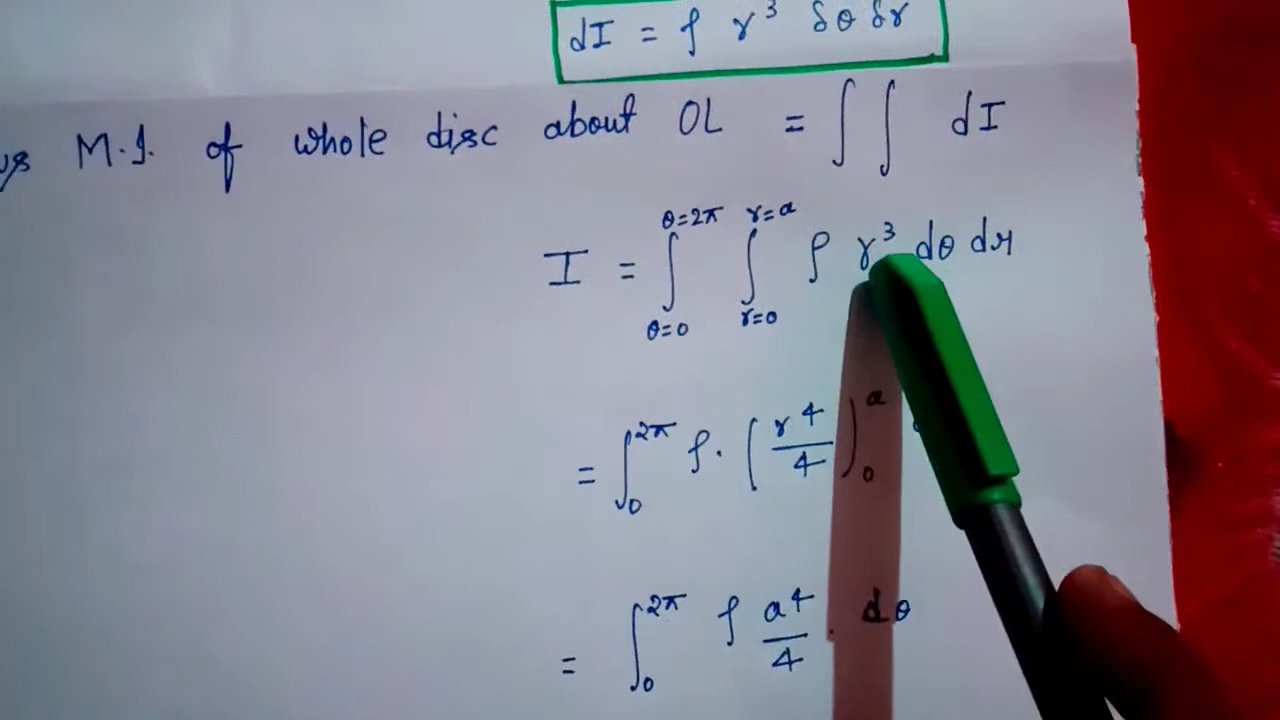 dI = ρ r³ δθ δr
M.I. of whole disc about OL = ∫∫ dI
I = ∫_{θ=0}^{θ=2π} ∫_{r=0}^{r=a} ρ r³ dθ dr
= ∫₀^{2π} ρ. (r⁴/4)₀^a
= ∫₀^{2π} ρ a⁴/4 . dθ